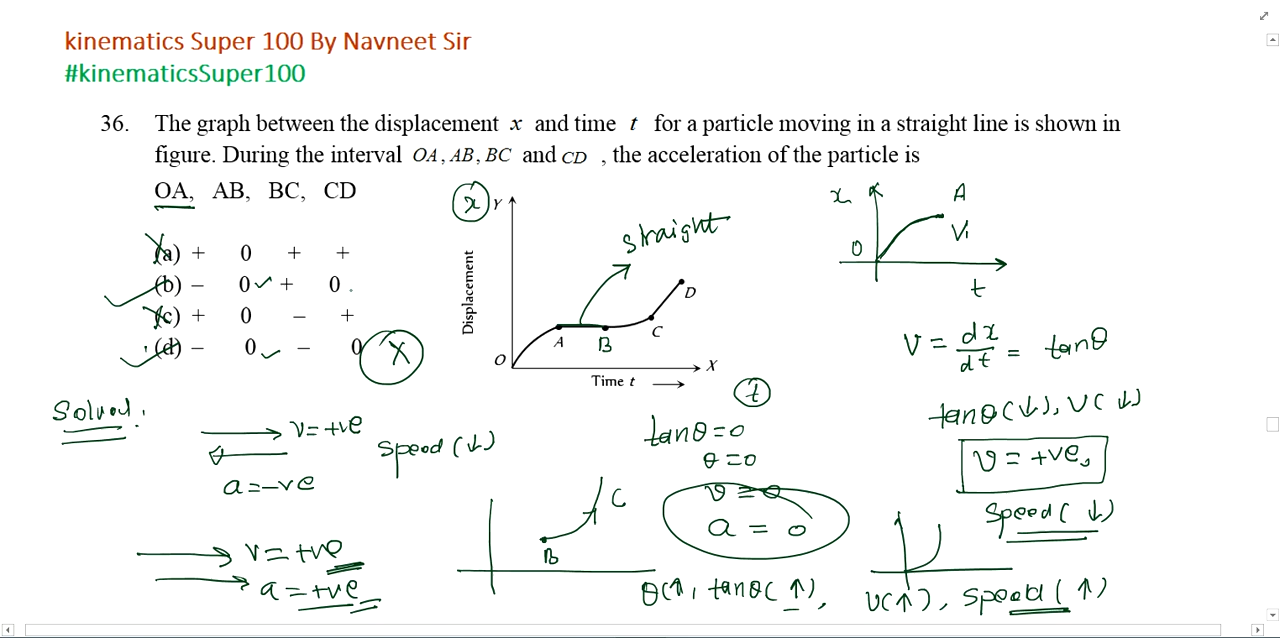 kinematics Super 100 By Navneet Sir
#kinematicsSuper100
36. The graph between the displacement x and time t for a particle moving in a straight line is shown in
figure. During the interval OA, AB, BC and CD , the acceleration of the particle is
OA, AB, BC, CD
(a) + 0 + +
(b) − 0 + 0
(c) + 0 − +
(d) − 0 − 0
x
Y
Displacement
straight
O
A
B
C
D
X
Time t
t
x
A
V₁
O
t
V = dx/dt = tanθ
tanθ(↓), V(↓)
v = +ve,
Speed(↓)
Solved:
v=+ve
a=-ve
Speed(↓)
tanθ=0
θ=0
v=0
a = 0
v=+ve
a=+ve
B
C
θ(↑, tanθ(↑),
v(↑), Speed(↑)